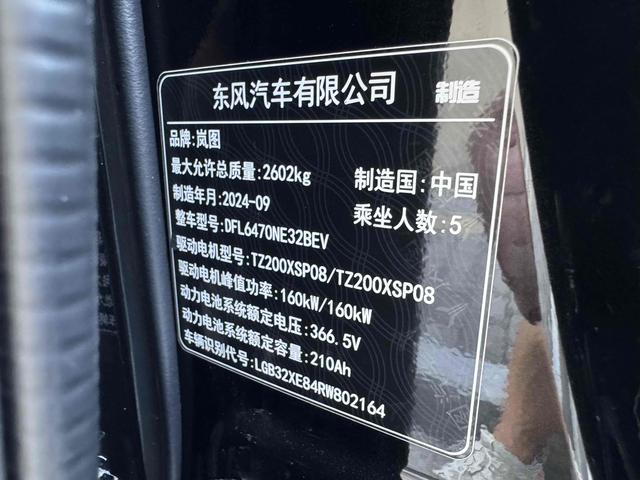 东风汽车有限公司 制造
品牌:岚图
最大允许总质量:2602kg
制造国:中国
制造年月:2024-09
乘坐人数:5
整车型号:DFL6470NE32BEV
驱动电机型号:TZ200XSP08/TZ200XSP08
驱动电机峰值功率:160kW/160kW
动力电池系统额定电压:366.5V
动力电池系统额定容量:210Ah
车辆识别代号:LGB32XE84RW802164